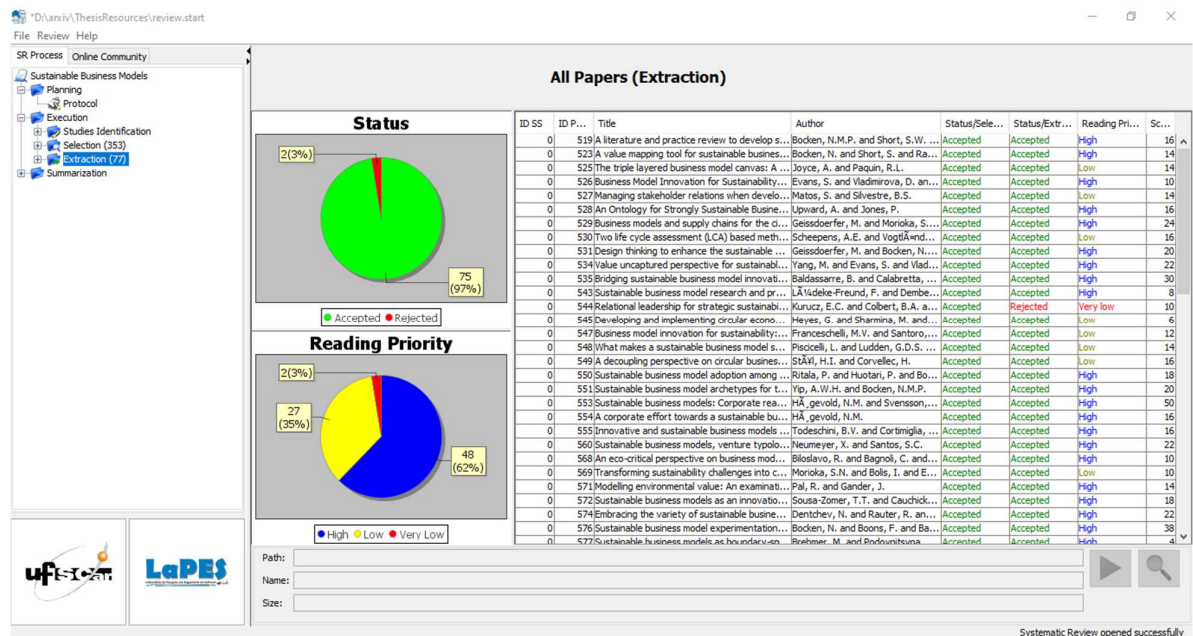 *D:\arxiv\ThesisResources\review.start
File Review Help
SR Process Online Community
Sustainable Business Models
Planning
Protocol
Execution
Studies Identification
Selection (353)
Extraction (77)
Summarization
All Papers (Extraction)
Status
2(3%)
75
(97%)
Accepted Rejected
Reading Priority
2(3%)
27
(35%)
48
(62%)
High Low Very Low
ID SS ID P... Title Author Status/Sele... Status/Extr... Reading Pri... Sc...
0 519 A literature and practice review to develop s... Bocken, N.M.P. and Short, S.W. ... Accepted Accepted High 16
0 523 A value mapping tool for sustainable busines... Bocken, N. and Short, S. and Ra... Accepted Accepted High 14
0 525 The triple layered business model canvas: A ... Joyce, A. and Paquin, R.L. Accepted Accepted Low 14
0 526 Business Model Innovation for Sustainability... Evans, S. and Vladimirova, D. an... Accepted Accepted High 10
0 527 Managing stakeholder relations when develo... Matos, S. and Silvestre, B.S. Accepted Accepted Low 14
0 528 An Ontology for Strongly Sustainable Busine... Upward, A. and Jones, P. Accepted Accepted High 16
0 529 Business models and supply chains for the ci... Geissdoerfer, M. and Morioka, S.... Accepted Accepted High 24
0 530 Two life cycle assessment (LCA) based meth... Scheepens, A.E. and VogtlÃ¤nd... Accepted Accepted Low 16
0 531 Design thinking to enhance the sustainable ... Geissdoerfer, M. and Bocken, N.... Accepted Accepted High 20
0 534 Value uncaptured perspective for sustainabl... Yang, M. and Evans, S. and Vlad... Accepted Accepted High 22
0 535 Bridging sustainable business model innovati... Baldassarre, B. and Calabretta, ... Accepted Accepted High 30
0 543 Sustainable business model research and pr... LÃ¼deke-Freund, F. and Dembe... Accepted Accepted High 8
0 544 Relational leadership for strategic sustainabi... Kurucz, E.C. and Colbert, B.A. a... Accepted Rejected Very low 10
0 545 Developing and implementing circular econo... Heyes, G. and Sharmina, M. and... Accepted Accepted Low 6
0 547 Business model innovation for sustainability:... Franceschelli, M.V. and Santoro,... Accepted Accepted Low 12
0 548 What makes a sustainable business model s... Piscicelli, L. and Ludden, G.D.S. ... Accepted Accepted Low 14
0 549 A decoupling perspective on circular busines... StÃ¥l, H.I. and Corvellec, H. Accepted Accepted Low 16
0 550 Sustainable business model adoption among ... Ritala, P. and Huotari, P. and Bo... Accepted Accepted High 18
0 551 Sustainable business model archetypes for t... Yip, A.W.H. and Bocken, N.M.P. Accepted Accepted High 20
0 553 Sustainable business models: Corporate rea... HÃ¸gevold, N.M. and Svensson,... Accepted Accepted High 50
0 554 A corporate effort towards a sustainable bu... HÃ¸gevold, N.M. Accepted Accepted High 16
0 555 Innovative and sustainable business models ... Todeschini, B.V. and Cortimiglia, ... Accepted Accepted High 16
0 560 Sustainable business models, venture typolo... Neumeyer, X. and Santos, S.C. Accepted Accepted High 22
0 568 An eco-critical perspective on business mod... Biloslavo, R. and Bagnoli, C. and... Accepted Accepted High 10
0 569 Transforming sustainability challenges into c... Morioka, S.N. and Bolis, I. and E... Accepted Accepted Low 10
0 571 Modelling environmental value: An examinati... Pal, R. and Gander, J. Accepted Accepted High 14
0 572 Sustainable business models as an innovatio... Sousa-Zomer, T.T. and Cauchick... Accepted Accepted High 18
0 574 Embracing the variety of sustainable busine... Dentchev, N. and Rauter, R. an... Accepted Accepted High 22
0 576 Sustainable business model experimentation... Bocken, N. and Boons, F. and Ba... Accepted Accepted High 38
0 577 Sustainable business models as boundary-sp... Brehmer, M. and Podoynitsyna, Accepted Accepted High 4
ufscar
LaPES
Path:
Name:
Size:
Systematic Review opened successfully